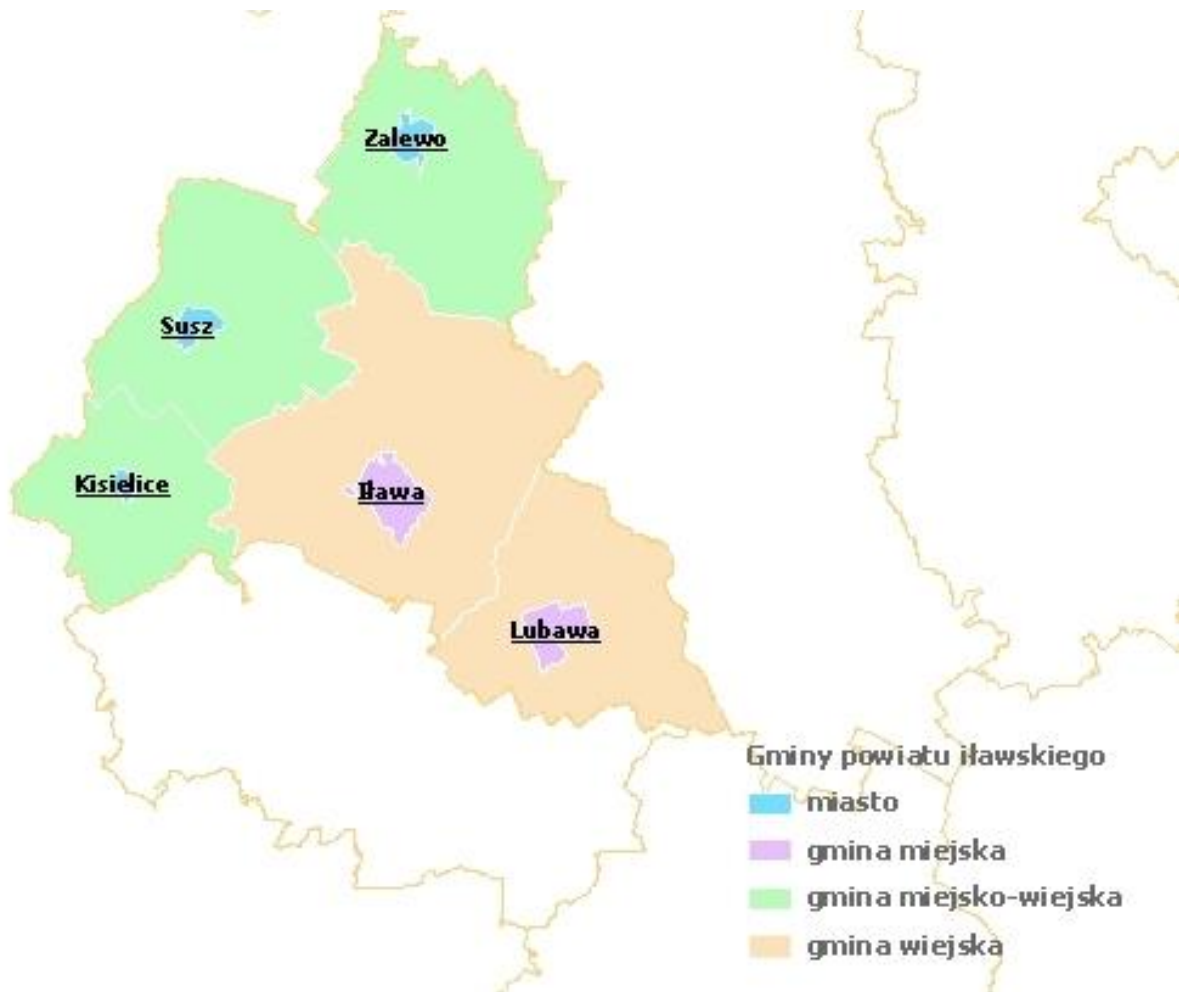 Zalewo
Susz
Kisielice
Iława
Lubawa
Gminy powiatu iławskiego
miasto
gmina miejska
gmina miejsko-wiejska
gmina wiejska